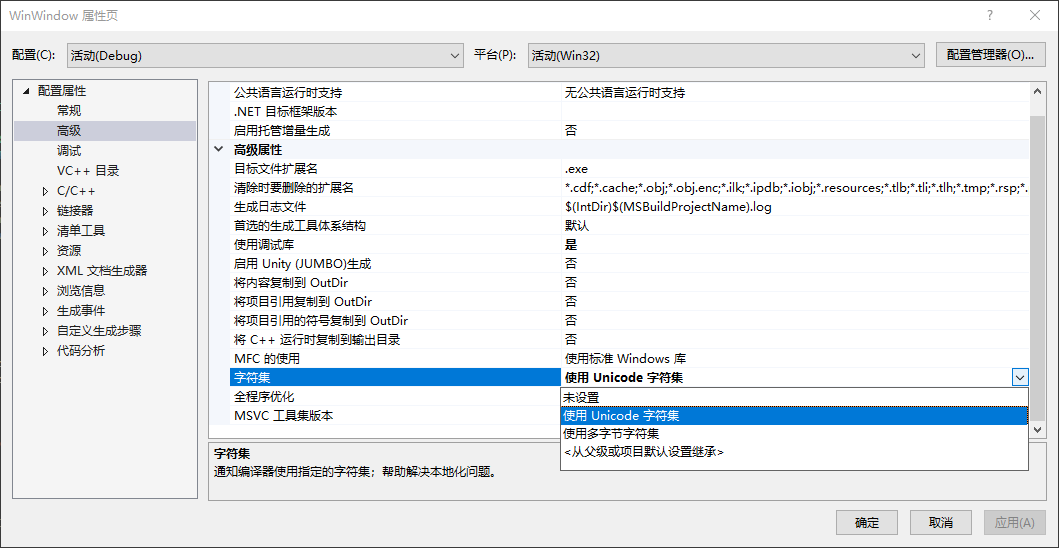 WinWindow 属性页
配置(C): 活动(Debug) 平台(P): 活动(Win32) 配置管理器(O)...
配置属性
常规
高级
调试
VC++ 目录
C/C++
链接器
清单工具
资源
XML 文档生成器
浏览信息
生成事件
自定义生成步骤
代码分析
公共语言运行时支持 无公共语言运行时支持
.NET 目标框架版本
启用托管增量生成 否
高级属性
目标文件扩展名 .exe
清除时要删除的扩展名 *.cdf;*.cache;*.obj;*.obj.enc;*.ilk;*.ipdb;*.iobj;*.resources;*.tlb;*.tli;*.tlh;*.tmp;*.rsp;*.
生成日志文件 $(IntDir)$(MSBuildProjectName).log
首选的生成工具体系结构 默认
使用调试库 是
启用 Unity (JUMBO)生成 否
将内容复制到 OutDir 否
将项目引用复制到 OutDir 否
将项目引用的符号复制到 OutDir 否
将 C++ 运行时复制到输出目录 否
MFC 的使用 使用标准 Windows 库
字符集 使用 Unicode 字符集
全程序优化 未设置
MSVC 工具集版本 使用 Unicode 字符集
使用多字节字符集
<从父级或项目默认设置继承>
字符集
通知编译器使用指定的字符集；帮助解决本地化问题。
确定 取消 应用(A)